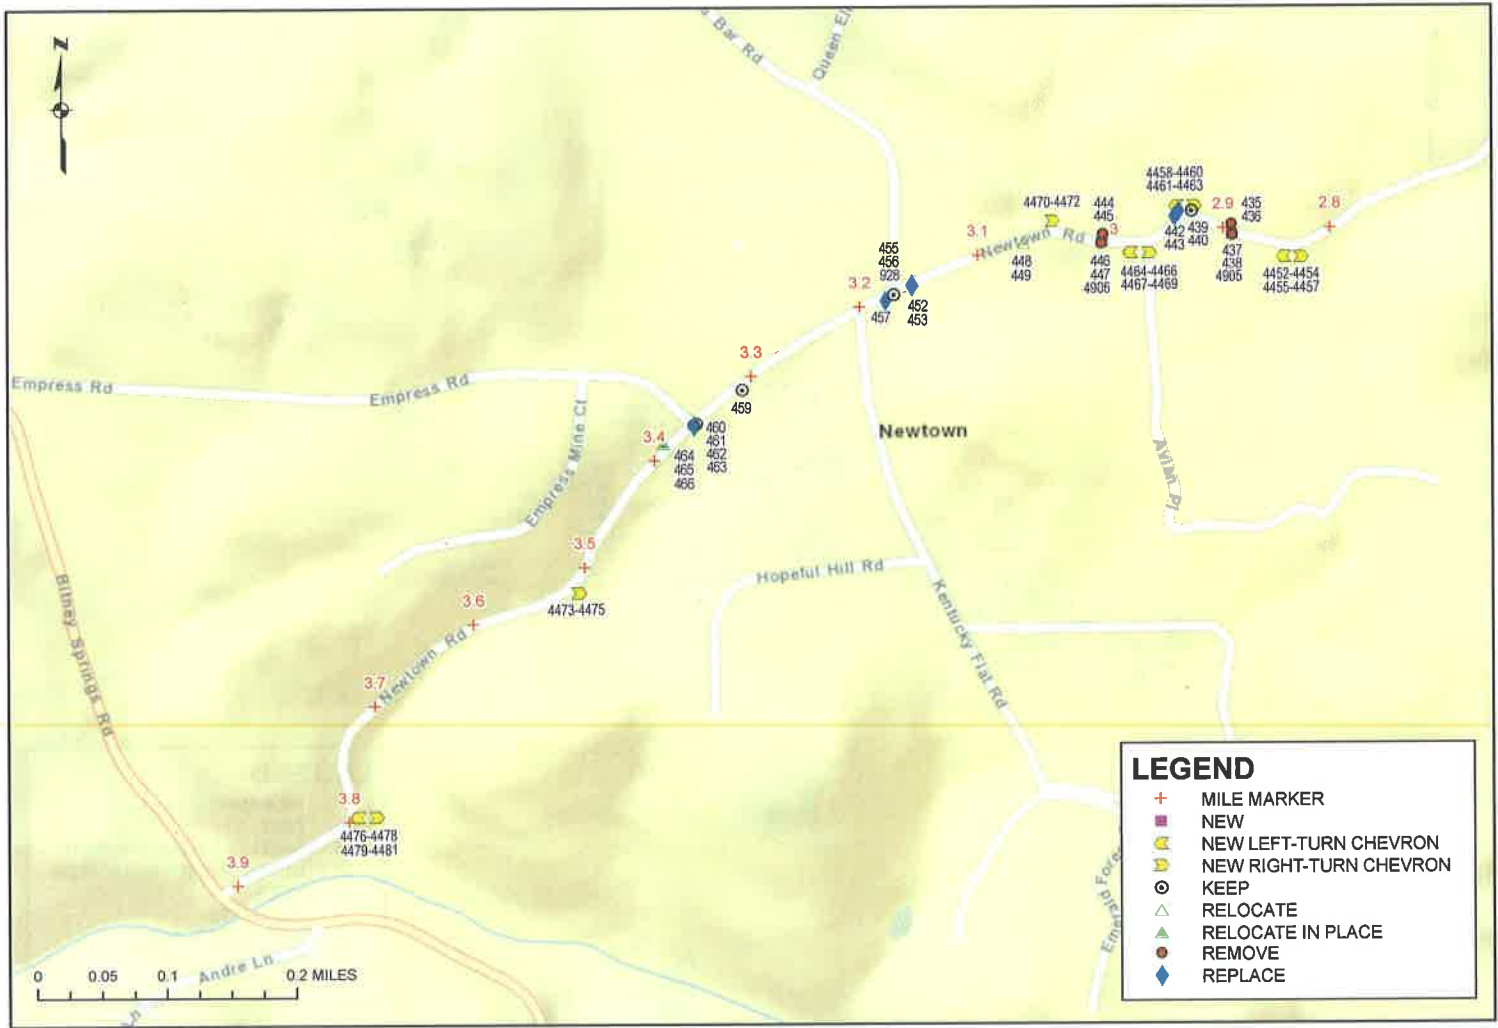 N
Bar Rd
Queen
4458-4460
4461-4463
4470-4472
444
445
3
2.9
435
436
2.8
3.1
Newtown Rd
442
443
439
440
437
438
4905
448
449
446
447
4906
4464-4466
4467-4469
4452-4454
4455-4457
455
456
928
3.2
457
452
453
3.3
Empress Rd
Empress Rd
459
Newtown
460
461
462
463
3.4
464
465
466
Empress Mine Ct
Avian Pl
3.5
Hopeful Hill Rd
4473-4475
3.6
Kentucky Flat Rd
Bitney Springs Rd
Newtown Rd
3.7
3.8
4476-4478
4479-4481
3.9
Andre Ln
Ln
0 0.05 0.1 0.2 MILES
LEGEND
MILE MARKER
NEW
NEW LEFT-TURN CHEVRON
NEW RIGHT-TURN CHEVRON
KEEP
RELOCATE
RELOCATE IN PLACE
REMOVE
REPLACE